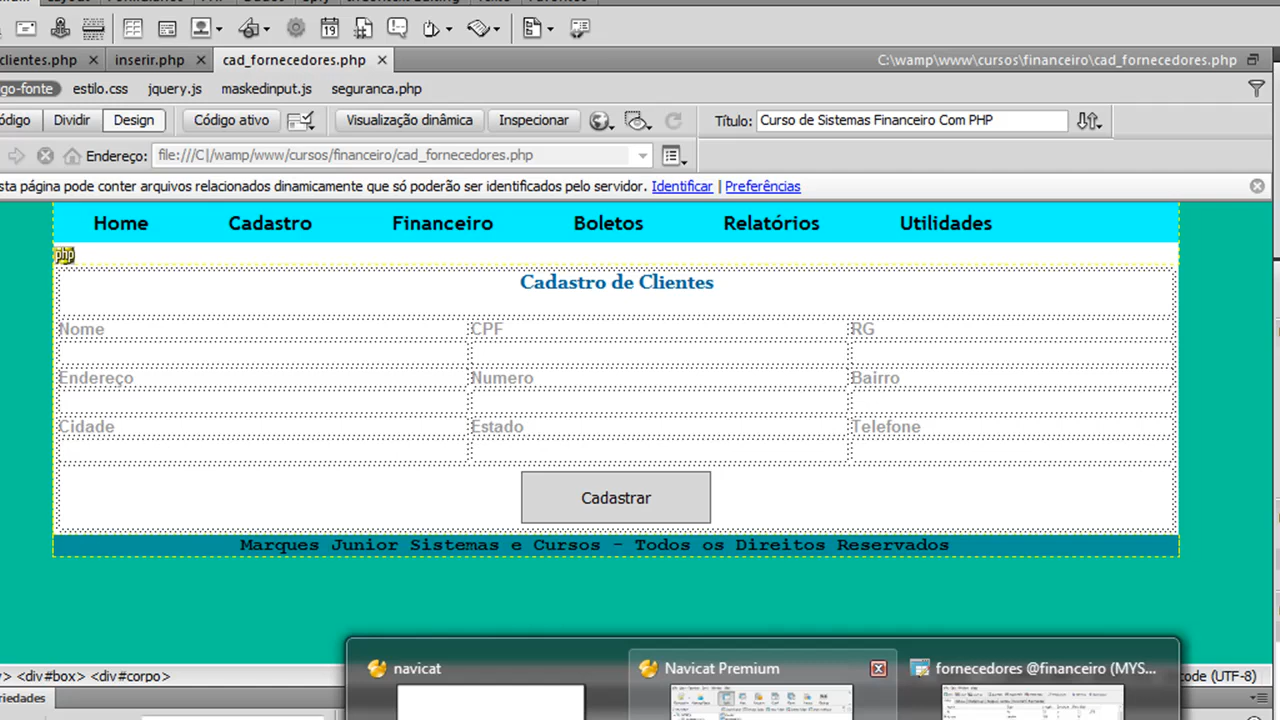 clientes.php
inserir.php
cad_fornecedores.php
C:\wamp\www\cursos\financeiro\cad_fornecedores.php
go-fonte
estilo.css
jquery.js
maskedinput.js
seguranca.php
ódigo
Dividir
Design
Código ativo
Visualização dinâmica
Inspecionar
Título:
Curso de Sistemas Financeiro Com PHP
Endereço:
file:///C|/wamp/www/cursos/financeiro/cad_fornecedores.php
sta página pode conter arquivos relacionados dinamicamente que só poderão ser identificados pelo servidor. Identificar | Preferências
Home
Cadastro
Financeiro
Boletos
Relatórios
Utilidades
php
Cadastro de Clientes
Nome
CPF
RG
Endereço
Numero
Bairro
Cidade
Estado
Telefone
Cadastrar
Marques Junior Sistemas e Cursos - Todos os Direitos Reservados
navicat
Navicat Premium
fornecedores @financeiro (MYS...
> <div#box> <div#corpo>
code (UTF-8)
riedades